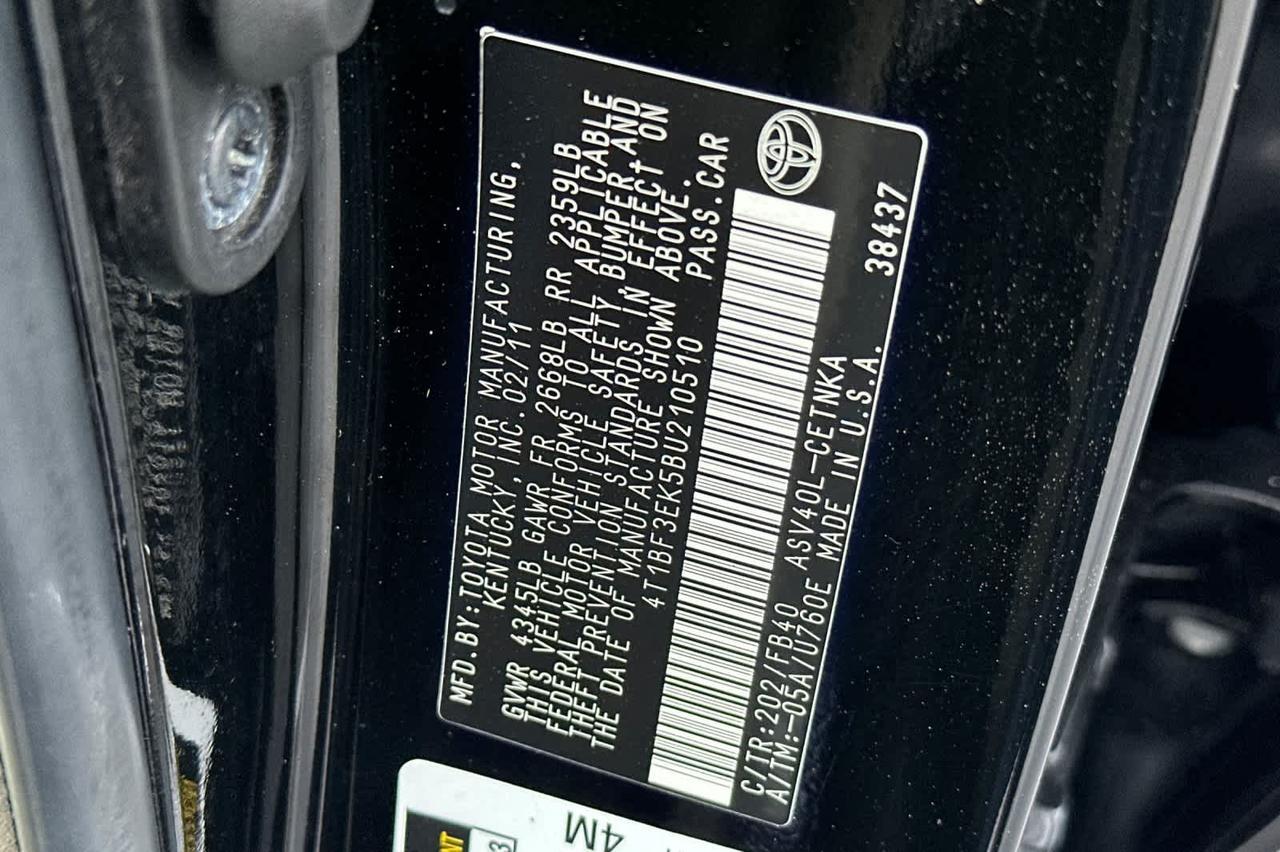 MFD.BY:TOYOTA MOTOR MANUFACTURING,
KENTUCKY, INC.02/11
GVWR 4345LB GAWR FR 2668LB RR 2359LB
THIS VEHICLE CONFORMS TO ALL APPLICABLE
FEDERAL MOTOR VEHICLE SAFETY,BUMPER,AND
THEFT PREVENTION STANDARDS IN EFFECT ON
THE DATE OF MANUFACTURE SHOWN ABOVE.
4T1BF3EK5BU210510 PASS.CAR
C/TR:202/FB40 ASV40L-CETNKA 38437
A/TM:-05A/U760E MADE IN U.S.A.
4M